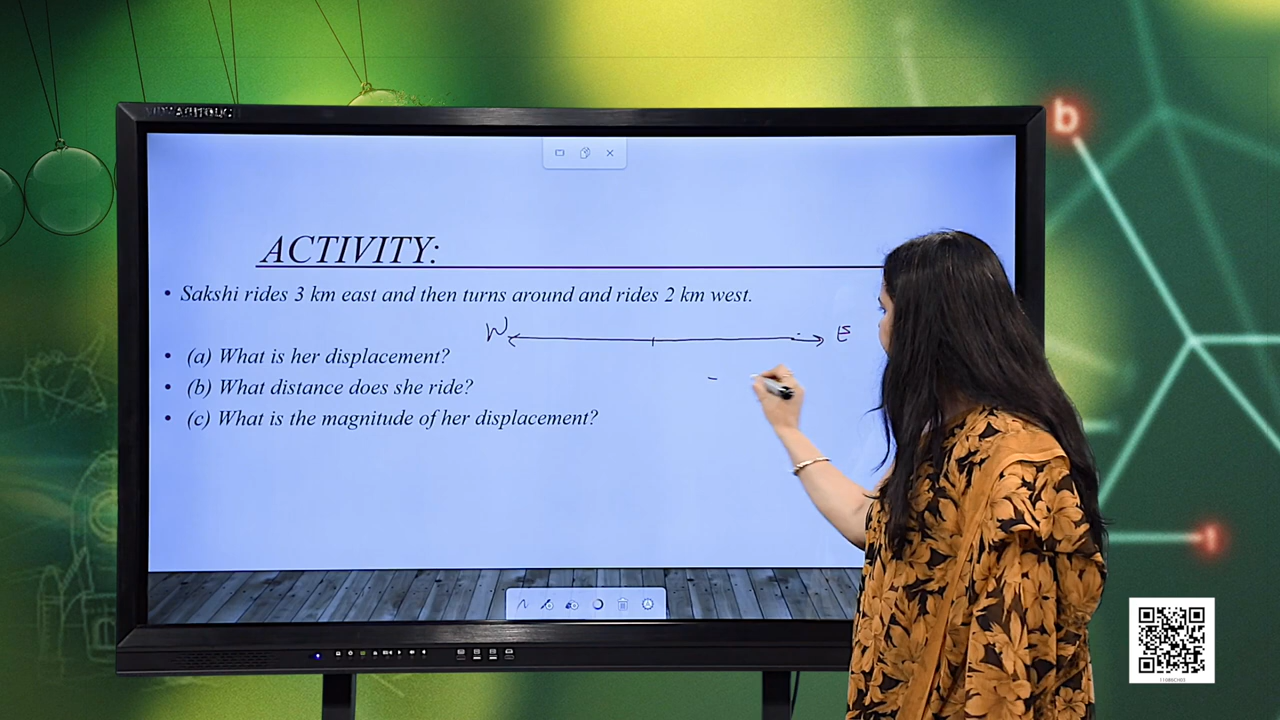 b
ACTIVITY:
• Sakshi rides 3 km east and then turns around and rides 2 km west.
W E
• (a) What is her displacement?
• (b) What distance does she ride?
• (c) What is the magnitude of her displacement?